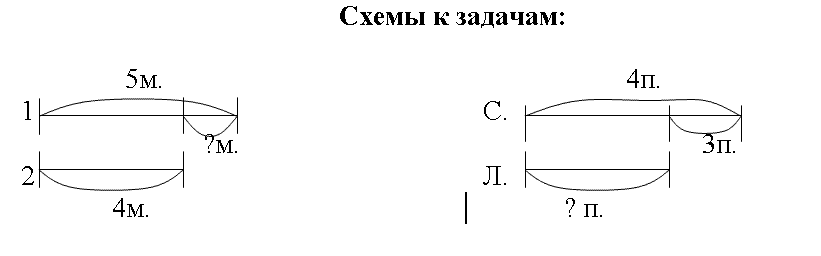 Схемы к задачам:
5м.
1
?м.
2
4м.
4п.
С.
3п.
Л.
? п.